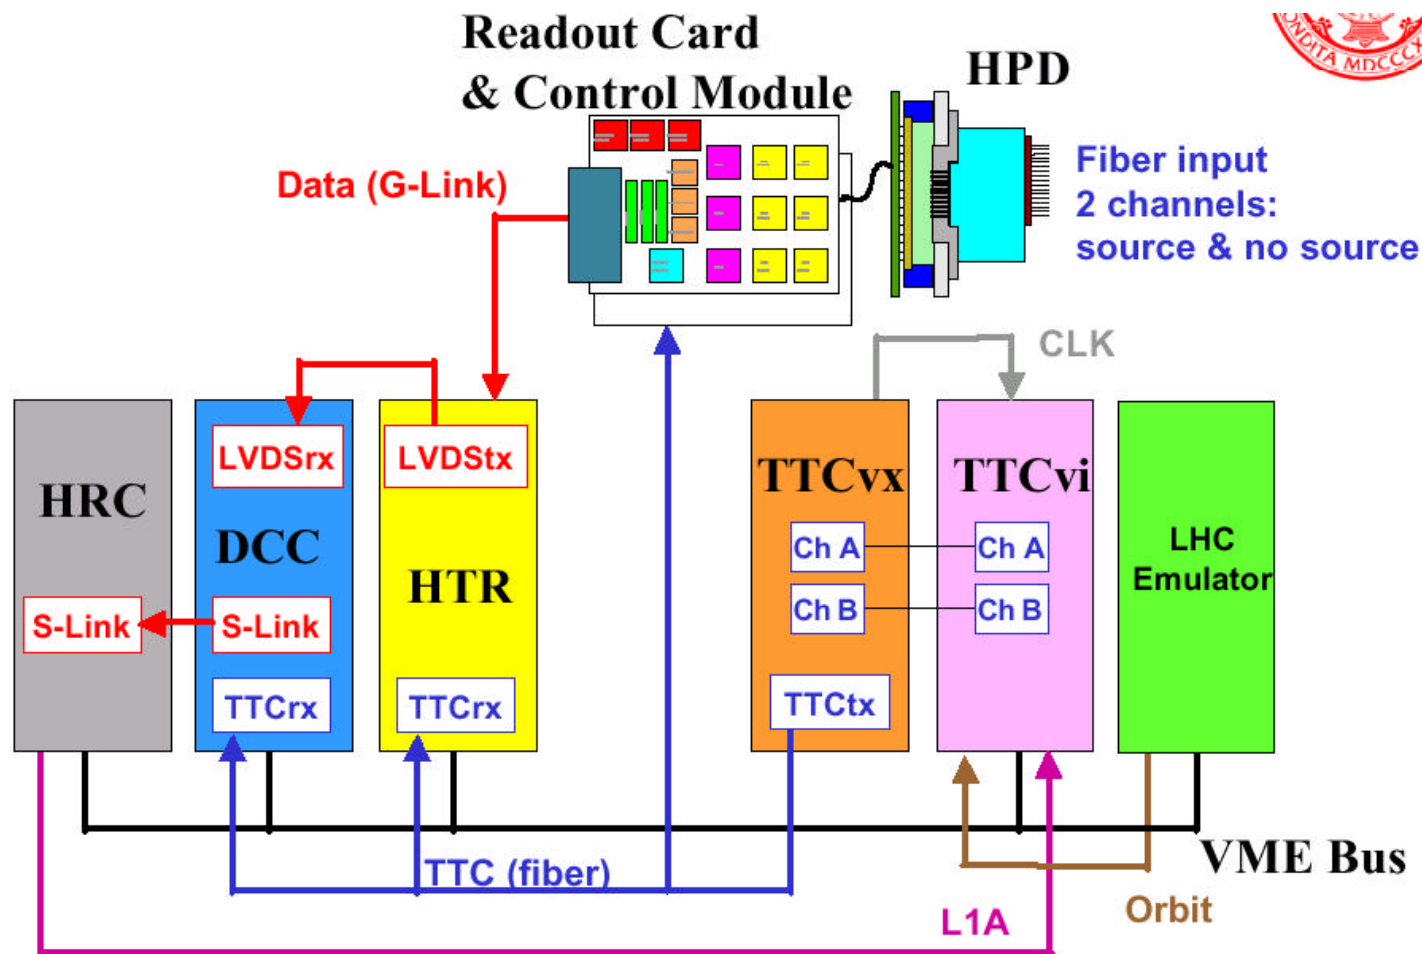 Readout Card
& Control Module
HPD
ONDITA MDCCCX
Data (G-Link)
Fiber input
2 channels:
source & no source
CLK
LVDSrx
LVDStx
HRC
DCC
HTR
TTCvx
TTCvi
Ch A
Ch A
Ch B
Ch B
LHC
Emulator
S-Link
S-Link
TTCrx
TTCrx
TTCtx
TTC (fiber)
VME Bus
Orbit
L1A